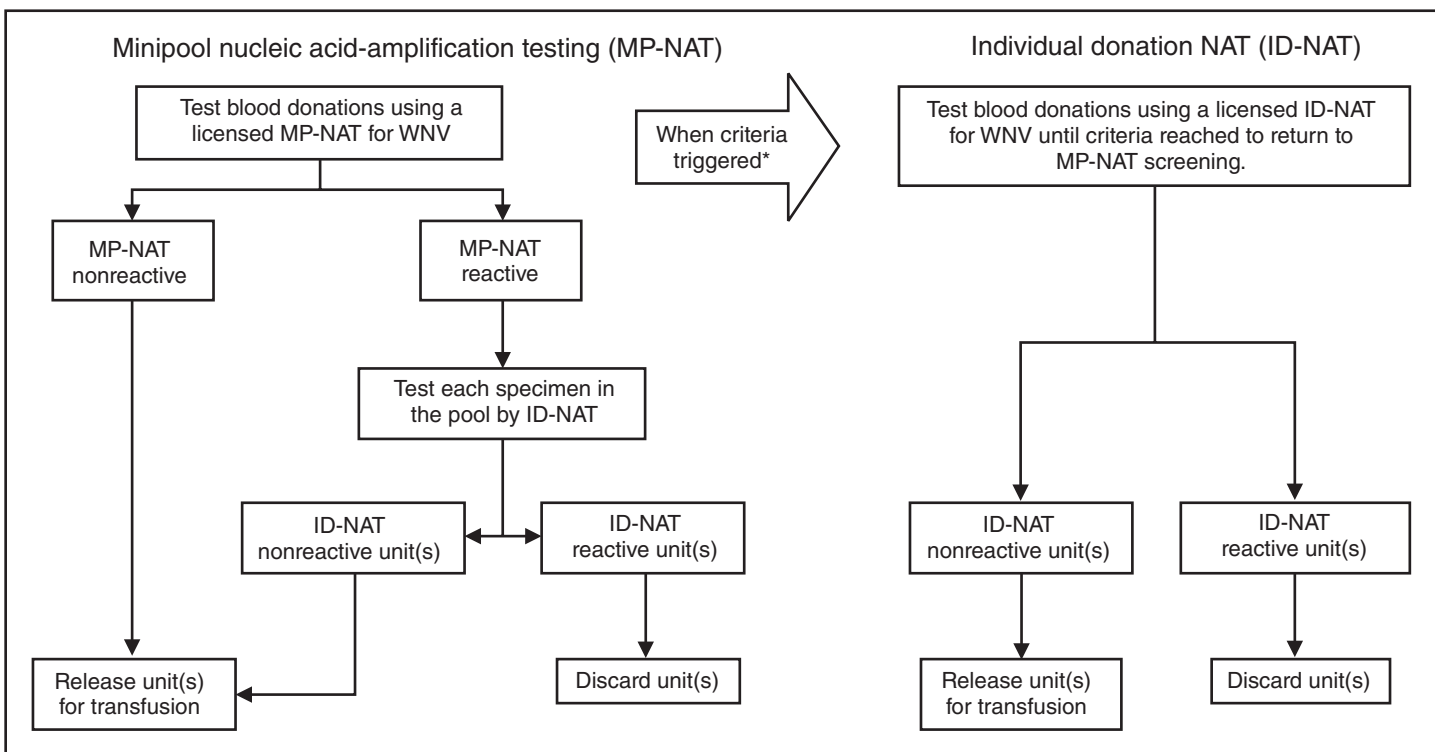 Minipool nucleic acid-amplification testing (MP-NAT)
Test blood donations using a
licensed MP-NAT for WNV
MP-NAT
nonreactive
MP-NAT
reactive
Test each specimen in
the pool by ID-NAT
ID-NAT
nonreactive unit(s)
ID-NAT
reactive unit(s)
Release unit(s)
for transfusion
Discard unit(s)
When criteria
triggered*
Individual donation NAT (ID-NAT)
Test blood donations using a licensed ID-NAT
for WNV until criteria reached to return to
MP-NAT screening.
ID-NAT
nonreactive unit(s)
ID-NAT
reactive unit(s)
Release unit(s)
for transfusion
Discard unit(s)